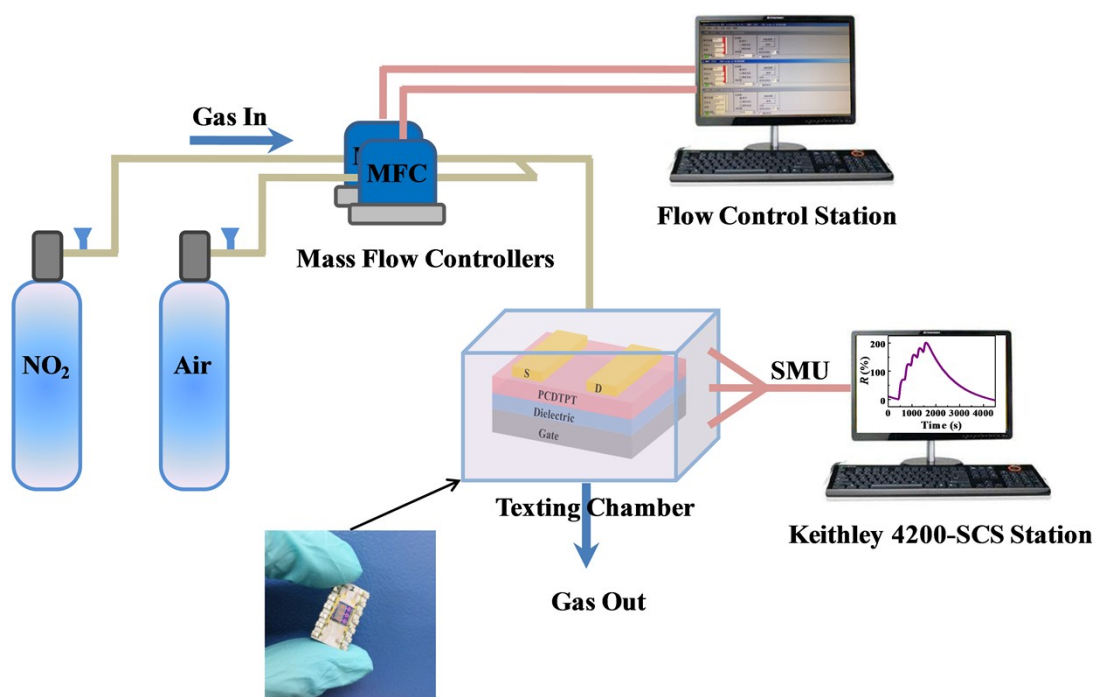 Gas In
MFC
Mass Flow Controllers
Flow Control Station
NO₂
Air
S
D
PCDTPT
Dielectric
Gate
SMU
R (%)
200
100
0
0 1000 2000 3000 4000
Time (s)
Texting Chamber
Keithley 4200-SCS Station
Gas Out